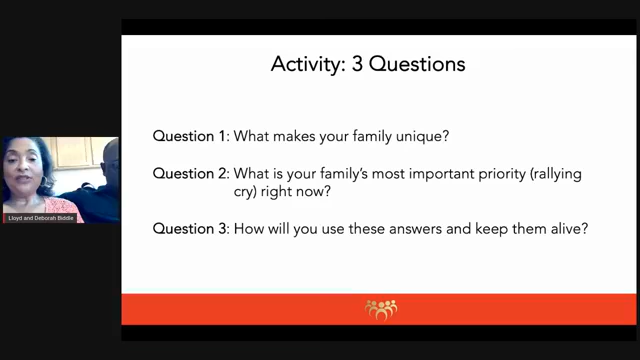 Activity: 3 Questions
Question 1: What makes your family unique?
Question 2: What is your family's most important priority (rallying
cry) right now?
Question 3: How will you use these answers and keep them alive?
Lloyd and Deborah Biddle